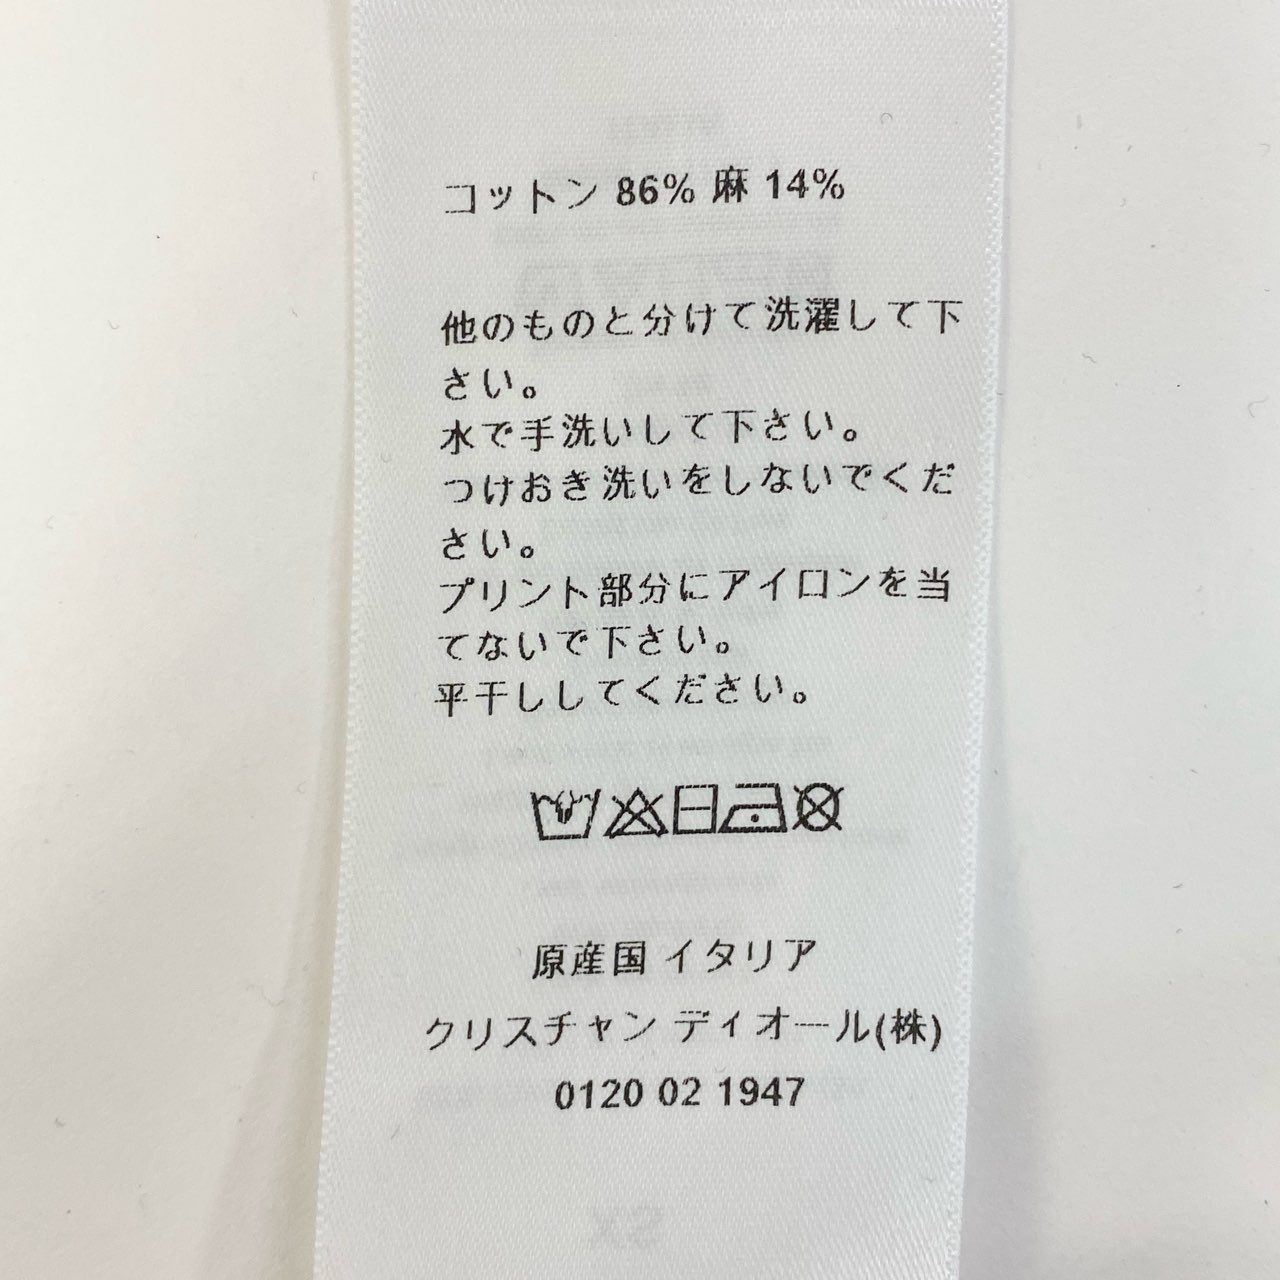 コットン 86% 麻 14%
他のものと分けて洗濯して下
さい。
水で手洗いして下さい。
つけおき洗いをしないでくだ
さい。
プリント部分にアイロンを当
てないで下さい。
平干ししてください。
原産国 イタリア
クリスチャン ディオール(株)
0120 02 1947